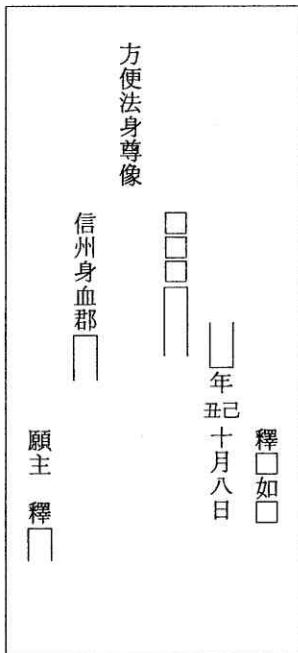 釋□如□
年己丑十月八日
□□□
方便法身尊像
信州身血郡
願主 釋